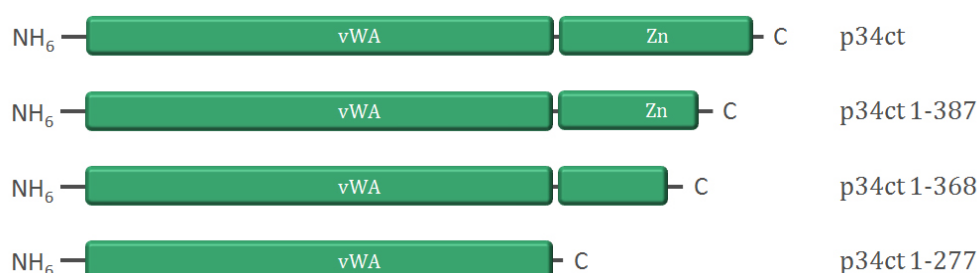 NH₆ vWA Zn C p34ct
NH₆ vWA Zn C p34ct 1-387
NH₆ vWA C p34ct 1-368
NH₆ vWA C p34ct 1-277